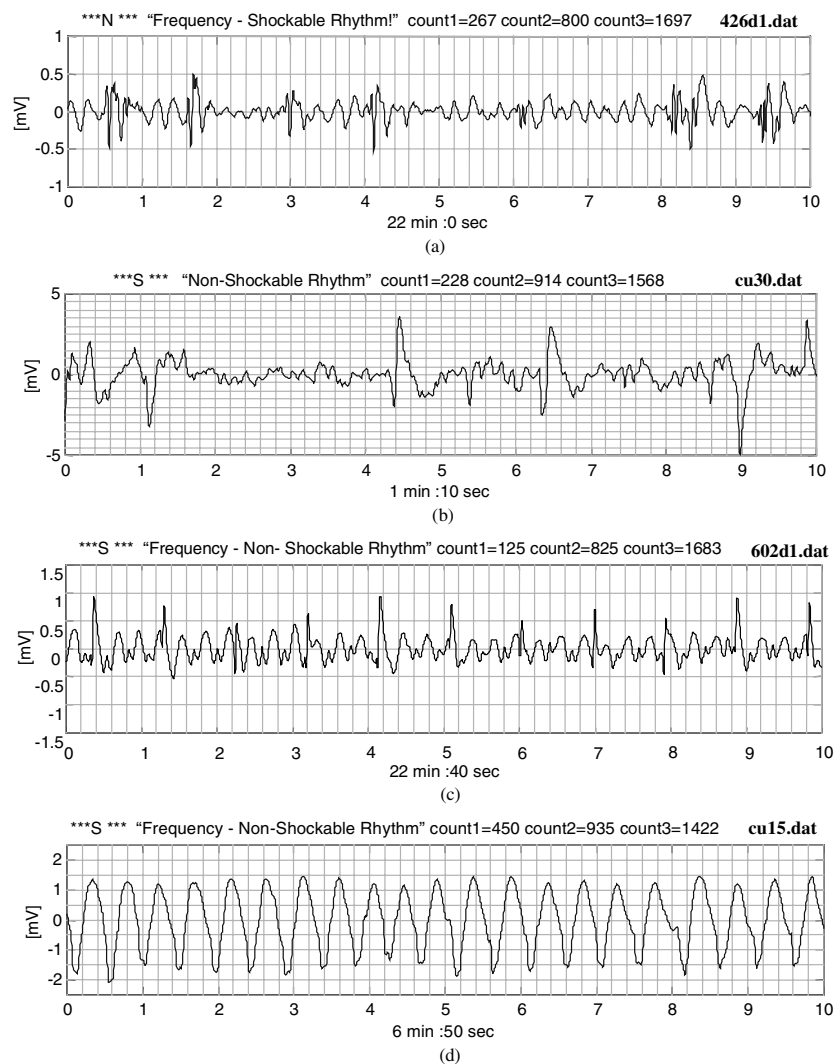 ***N *** “Frequency - Shockable Rhythm!” count1=267 count2=800 count3=1697 426d1.dat
1
0.5
0
-0.5
-1
[mV]
0 1 2 3 4 5 6 7 8 9 10
22 min :0 sec
(a)
***S *** “Non-Shockable Rhythm” count1=228 count2=914 count3=1568 cu30.dat
5
0
-5
[mV]
0 1 2 3 4 5 6 7 8 9 10
1 min :10 sec
(b)
***S *** “Frequency - Non- Shockable Rhythm” count1=125 count2=825 count3=1683 602d1.dat
1.5
1
0.5
0
-0.5
-1
-1.5
[mV]
0 1 2 3 4 5 6 7 8 9 10
22 min :40 sec
(c)
***S *** “Frequency - Non-Shockable Rhythm” count1=450 count2=935 count3=1422 cu15.dat
2
1
0
-1
-2
[mV]
0 1 2 3 4 5 6 7 8 9 10
6 min :50 sec
(d)